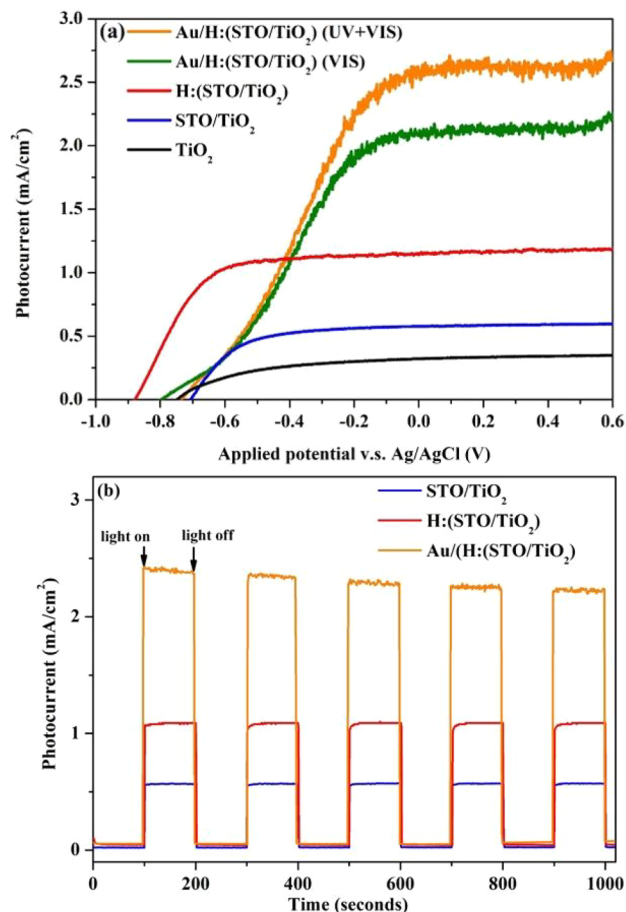 (a)
Au/H:(STO/TiO₂) (UV+VIS)
Au/H:(STO/TiO₂) (VIS)
H:(STO/TiO₂)
STO/TiO₂
TiO₂
Photocurrent (mA/cm²)
3.0
2.5
2.0
1.5
1.0
0.5
0.0
-1.0 -0.8 -0.6 -0.4 -0.2 0.0 0.2 0.4 0.6
Applied potential v.s. Ag/AgCl (V)
(b)
STO/TiO₂
H:(STO/TiO₂)
Au/(H:(STO/TiO₂)
light on
light off
Photocurrent (mA/cm²)
3
2
1
0
0 200 400 600 800 1000
Time (seconds)